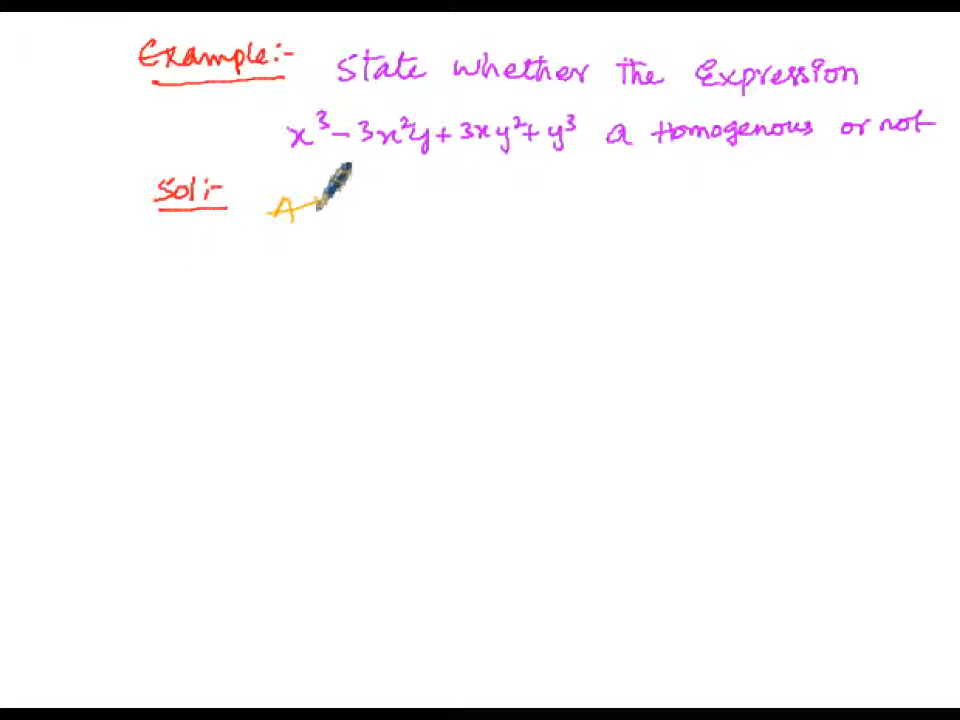 Example:- State whether the Expression
x³ - 3x²y + 3xy² + y³ a Homogenous or not
Sol:-
A